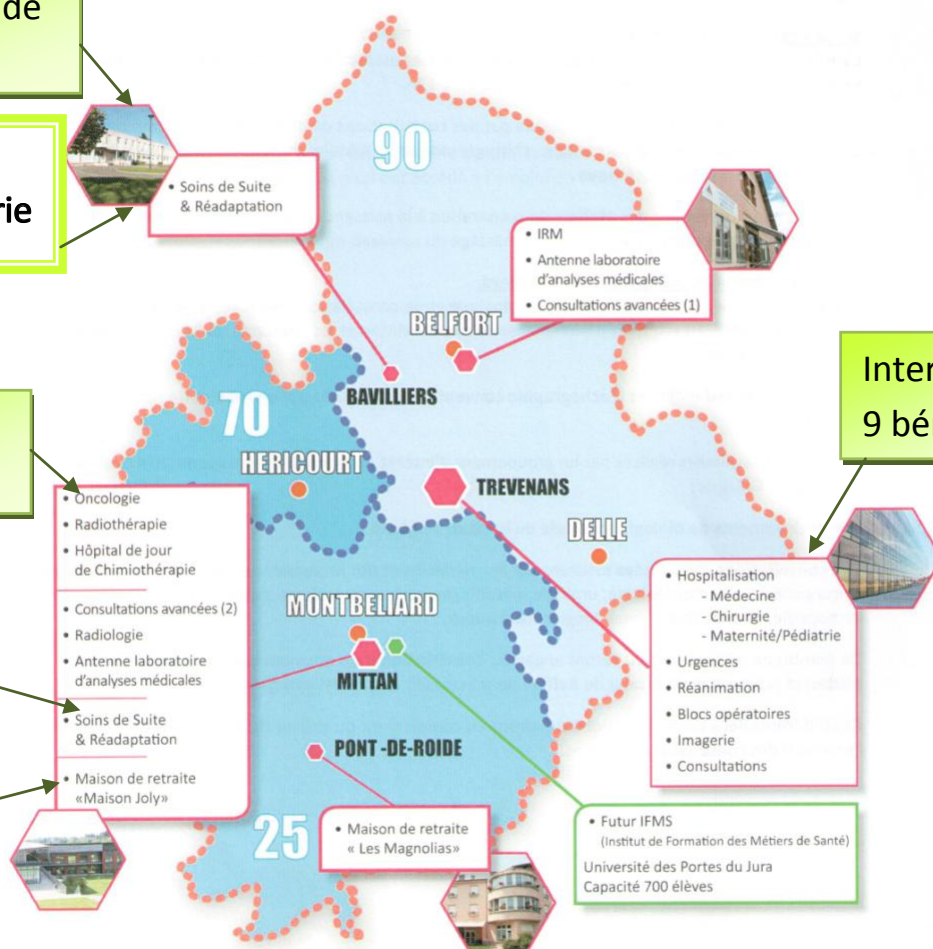 de
rie
90
• Soins de Suite
& Réadaptation
• IRM
• Antenne laboratoire
d'analyses médicales
• Consultations avancées (1)
BELFORT
BAVILLIERS
Inter
9 bé
70
HERICOURT
TREVENANS
DELLE
• Oncologie
• Radiothérapie
• Hôpital de jour
de Chimiothérapie
• Consultations avancées (2)
• Radiologie
• Antenne laboratoire
d'analyses médicales
• Soins de Suite
& Réadaptation
• Maison de retraite
«Maison Joly»
MONTBELIARD
MITTAN
• Hospitalisation
- Médecine
- Chirurgie
- Maternité/Pédiatrie
• Urgences
• Réanimation
• Blocs opératoires
• Imagerie
• Consultations
PONT -DE-ROIDE
25
• Maison de retraite
« Les Magnolias»
• Futur IFMS
(Institut de Formation des Métiers de Santé)
Université des Portes du Jura
Capacité 700 élèves